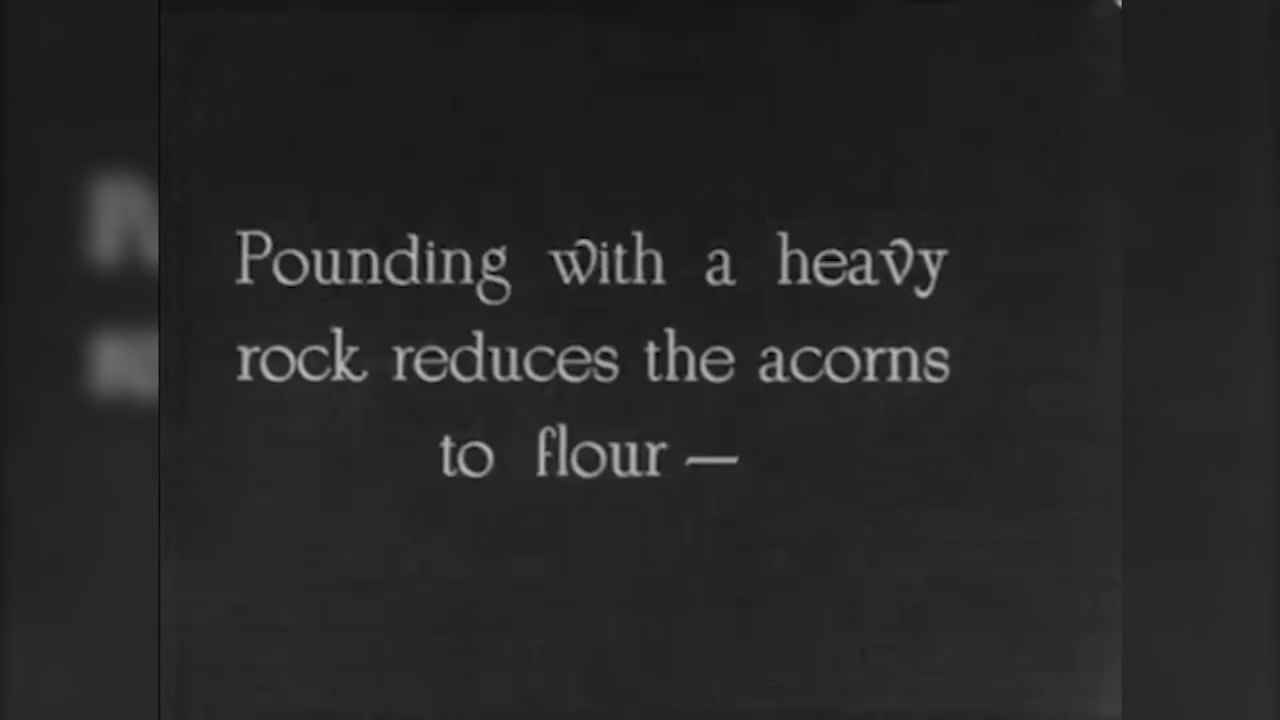 Pounding with a heavy
rock reduces the acorns
to flour —